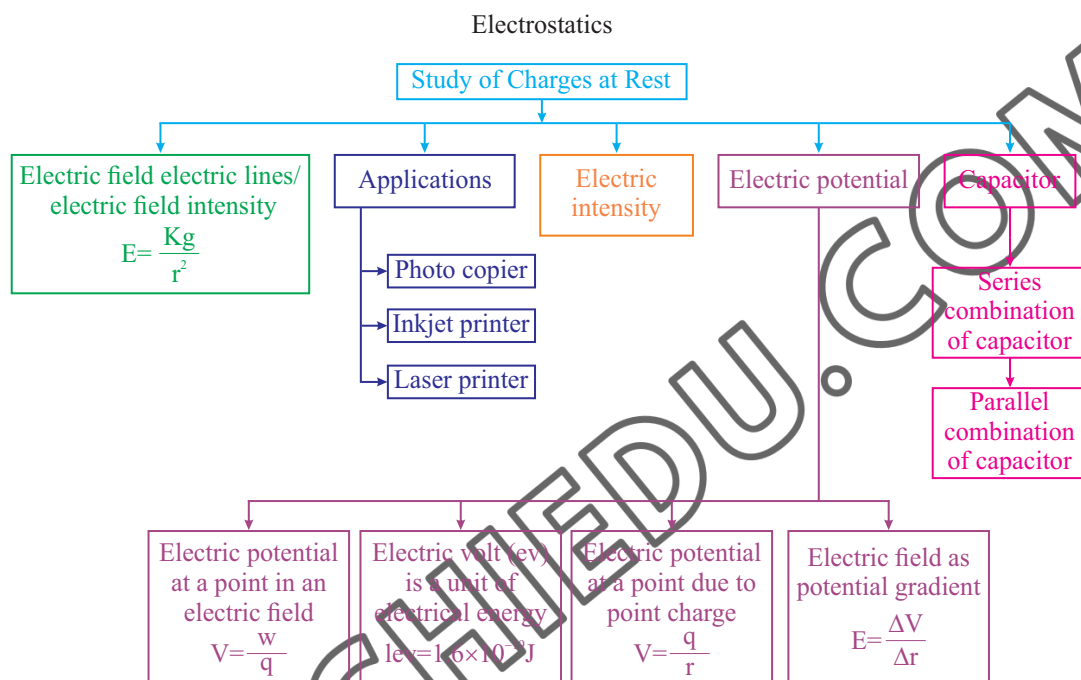 Electrostatics
Study of Charges at Rest
Electric field electric lines/
electric field intensity
E= Kg
r²
Applications
Photo copier
Inkjet printer
Laser printer
Electric
intensity
Electric potential
Capacitor
Series
combination
of capacitor
Parallel
combination
of capacitor
Electric potential
at a point in an
electric field
V= w
q
Electric volt (ev)
is a unit of
electrical energy
J
Electric potential
at a point due to
point charge
V= q
r
Electric field as
potential gradient
E= ΔV
Δr
CHIEDU.COM